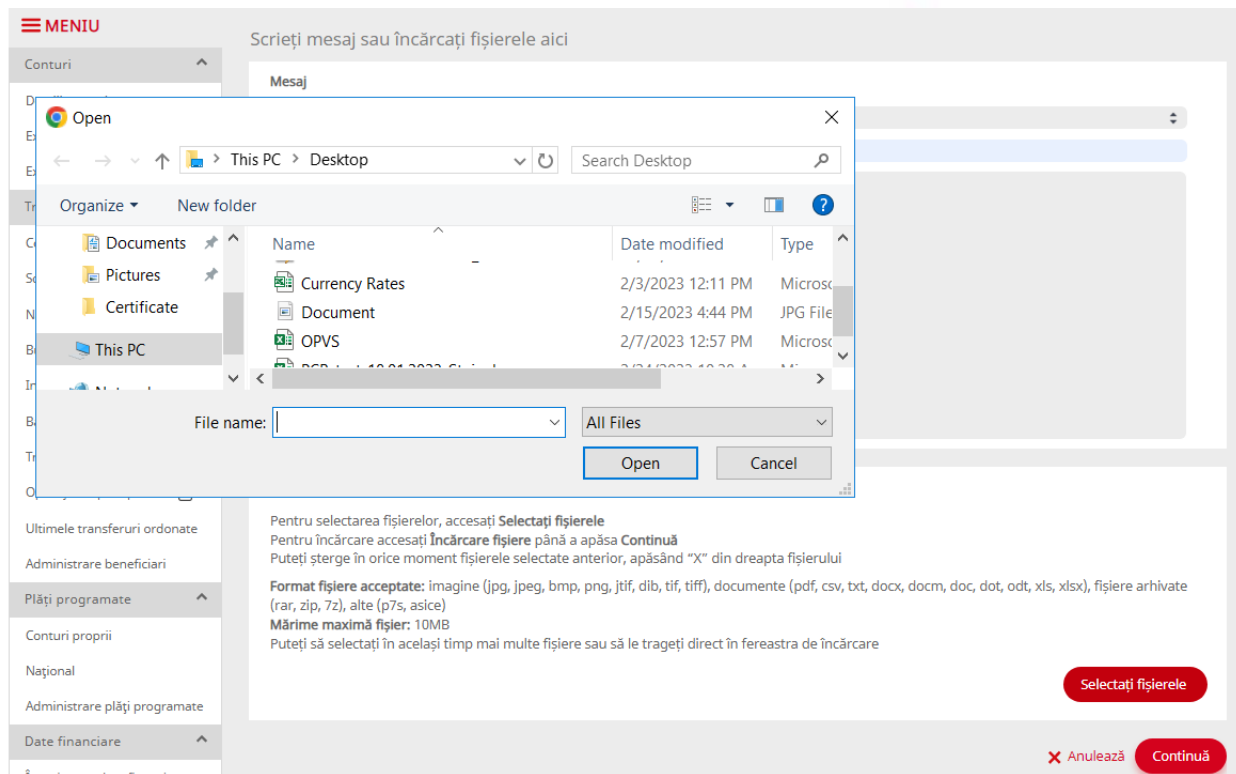 MENIU
Scrieți mesaj sau încărcați fișierele aici
Conturi
Mesaj
Open
This PC > Desktop
Search Desktop
Organize
New folder
Documents
Pictures
Certificate
This PC
Name Date modified Type
Currency Rates 2/3/2023 12:11 PM
Document 2/15/2023 4:44 PM JPG File
OPVS 2/7/2023 12:57 PM
File name:
All Files
Open
Cancel
Ultimele transferuri ordonate
Administrare beneficiari
Plăți programate
Conturi proprii
Naţional
Administrare plăţi programate
Date financiare
Pentru selectarea fișierelor, accesați Selectați fișierele
Pentru încărcare accesați Încărcare fișiere până a apăsa Continuă
Puteți șterge în orice moment fișierele selectate anterior, apăsând “X” din dreapta fișierului
Format fișiere acceptate: imagine (jpg, jpeg, bmp, png, jtif, dib, tif, tiff), documente (pdf, csv, txt, docx, docm, doc, dot, odt, xls, xlsx), fișiere arhivate
(rar, zip, 7z), alte (p7s, asice)
Mărime maximă fișier: 10MB
Puteți să selectați în același timp mai multe fișiere sau să le trageți direct în fereastra de încărcare
Selectați fișierele
Anulează
Continuă